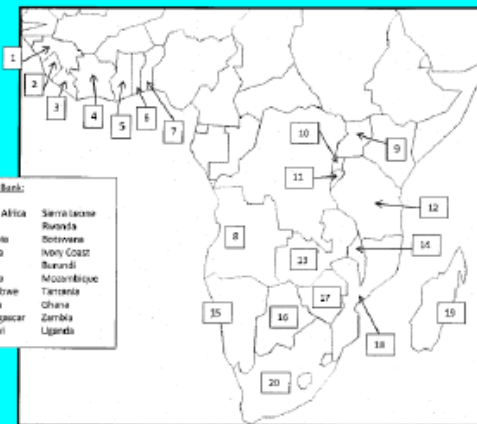 1
2
3
4
5
6
7
10
9
11
12
8
14
13
17
15
16
19
18
20
Bank:
Africa Sierra Leone
Rwanda
Botswana
Ivory Coast
Burundi
Mozambique
Tanzania
Ghana
Zambia
Uganda